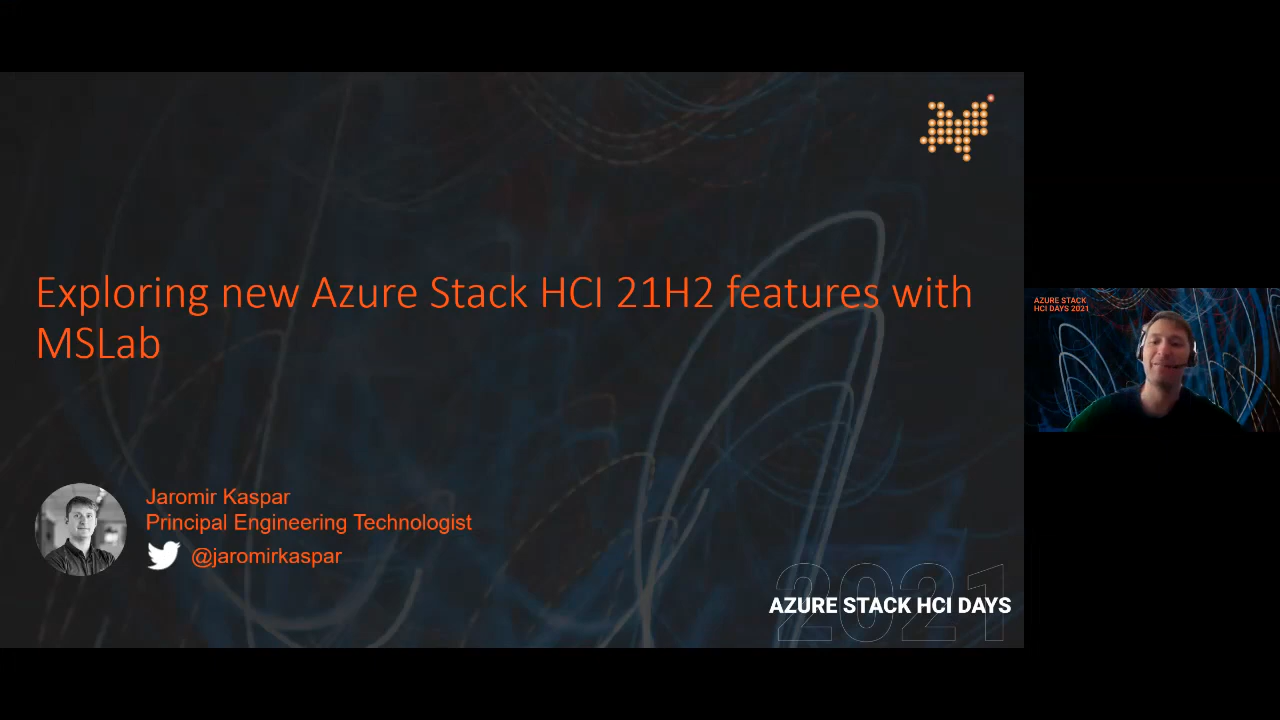 Exploring new Azure Stack HCI 21H2 features with
MSLab
Jaromir Kaspar
Principal Engineering Technologist
@jaromirkaspar
2021
AZURE STACK HCI DAYS
AZURE STACK
HCI DAYS 2021